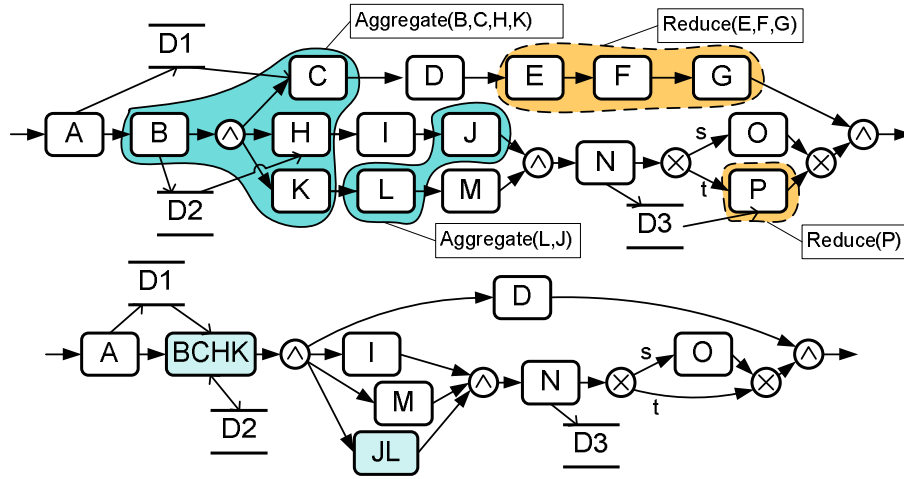 Aggregate(B,C,H,K)
Reduce(E,F,G)
D1
C
D
E
F
G
A
B
∧
H
I
J
∧
N
s
O
∧
×
×
t
P
K
L
M
D2
D3
Aggregate(L,J)
Reduce(P)
D1
D
A
BCHK
∧
I
∧
N
×
s
O
×
∧
t
M
D2
JL
D3